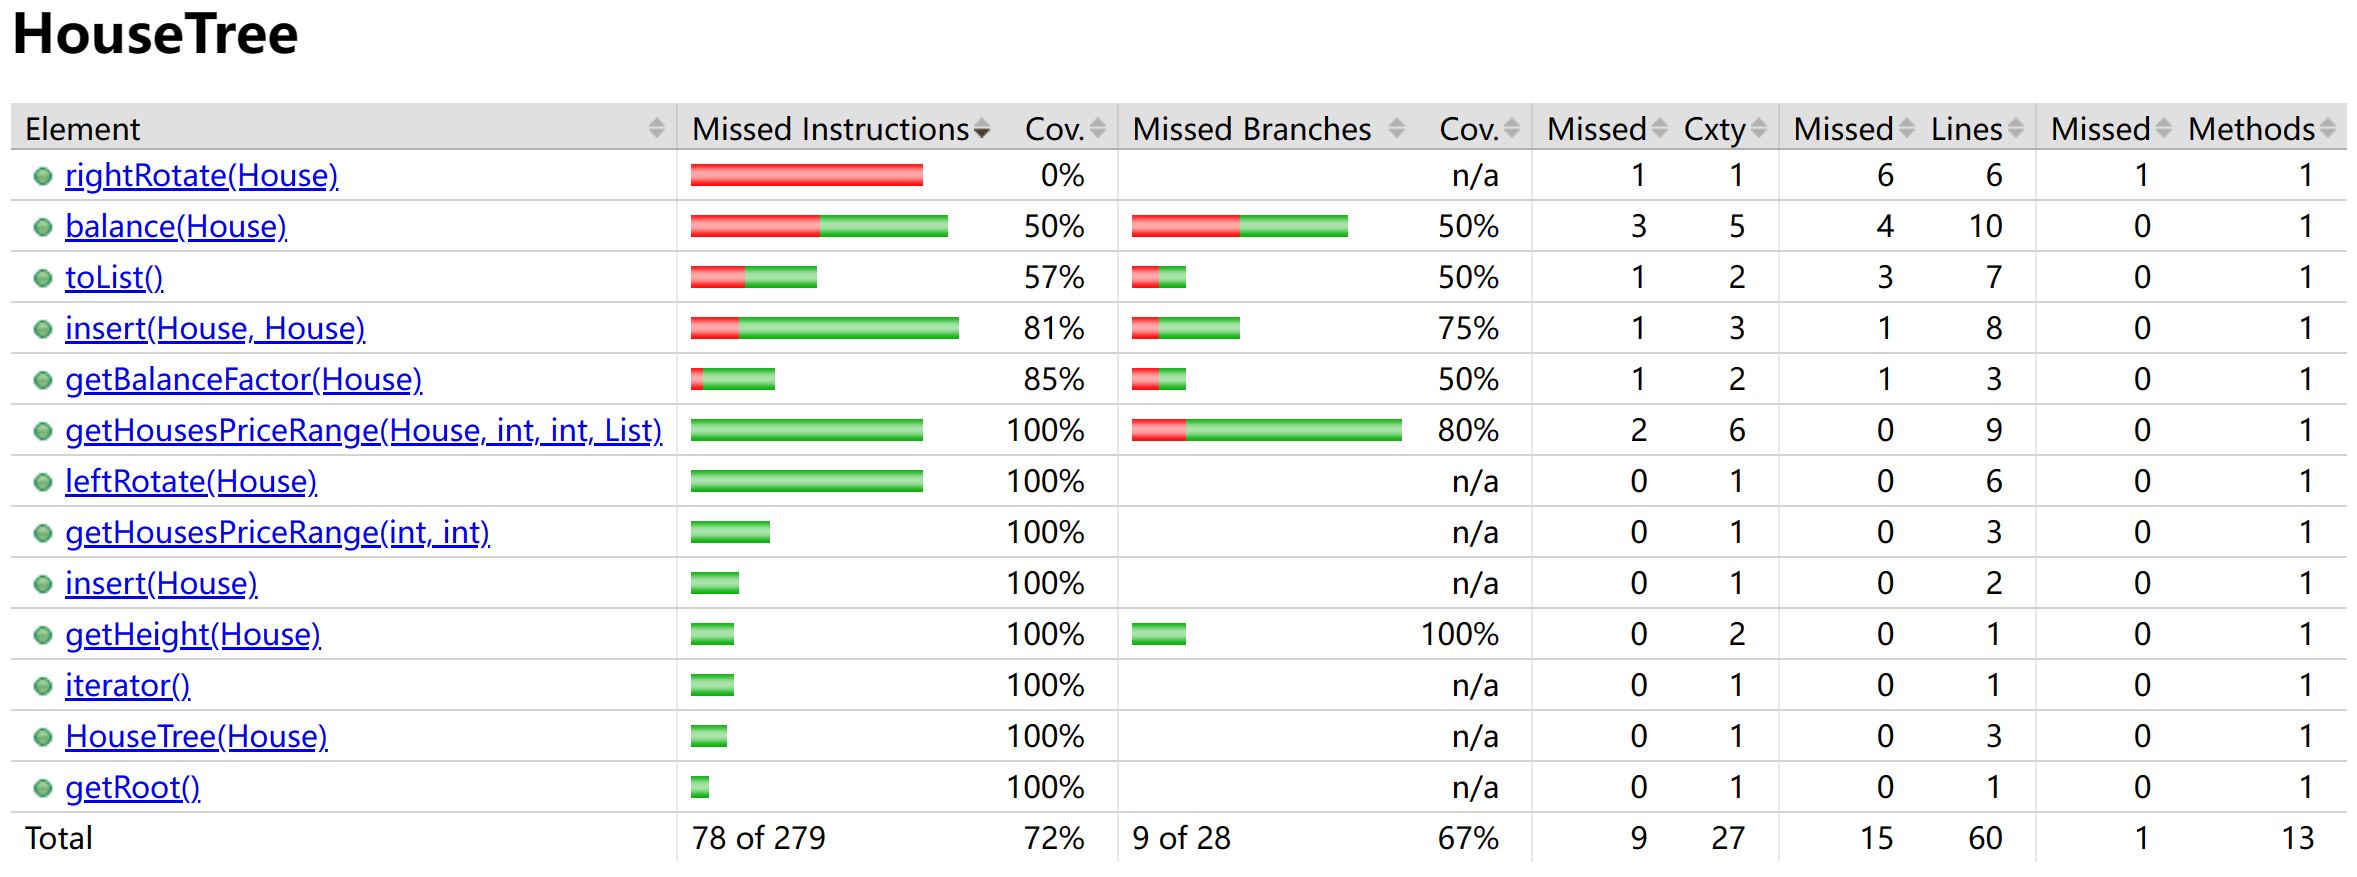 HouseTree
Element Missed Instructions Cov. Missed Branches Cov. Missed Cxty Missed Lines Missed Methods
rightRotate(House) 0% n/a 1 1 6 6 1 1
balance(House) 50% 50% 3 5 4 10 0 1
toList() 57% 50% 1 2 3 7 0 1
insert(House, House) 81% 75% 1 3 1 8 0 1
getBalanceFactor(House) 85% 50% 1 2 1 3 0 1
getHousesPriceRange(House, int, int, List) 100% 80% 2 6 0 9 0 1
leftRotate(House) 100% n/a 0 1 0 6 0 1
getHousesPriceRange(int, int) 100% n/a 0 1 0 3 0 1
insert(House) 100% n/a 0 1 0 2 0 1
getHeight(House) 100% 100% 0 2 0 1 0 1
iterator() 100% n/a 0 1 0 1 0 1
HouseTree(House) 100% n/a 0 1 0 3 0 1
getRoot() 100% n/a 0 1 0 1 0 1
Total 78 of 279 72% 9 of 28 67% 9 27 15 60 1 13